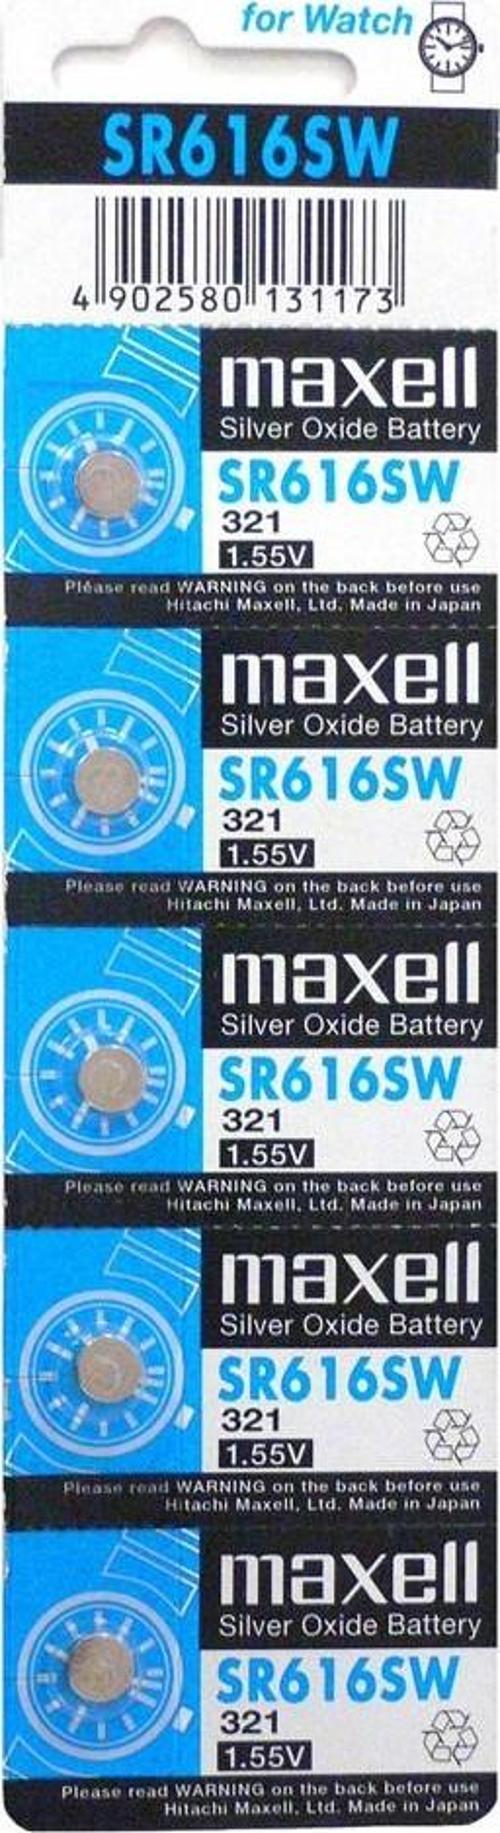 for Watch
SR616SW
4 902580 131173
maxell
Silver Oxide Battery
SR616SW
321
1.55V
Please read WARNING on the back before use
Hitachi Maxell, Ltd. Made in Japan
maxell
Silver Oxide Battery
SR616SW
321
1.55V
Please read WARNING on the back before use
Hitachi Maxell, Ltd. Made in Japan
maxell
Silver Oxide Battery
SR616SW
321
1.55V
Please read WARNING on the back before use
Hitachi Maxell, Ltd. Made in Japan
maxell
Silver Oxide Battery
SR616SW
321
1.55V
Please read WARNING on the back before use
Hitachi Maxell, Ltd. Made in Japan
maxell
Silver Oxide Battery
SR616SW
321
1.55V
Please read WARNING on the back before use
Hitachi Maxell, Ltd. Made in Japan